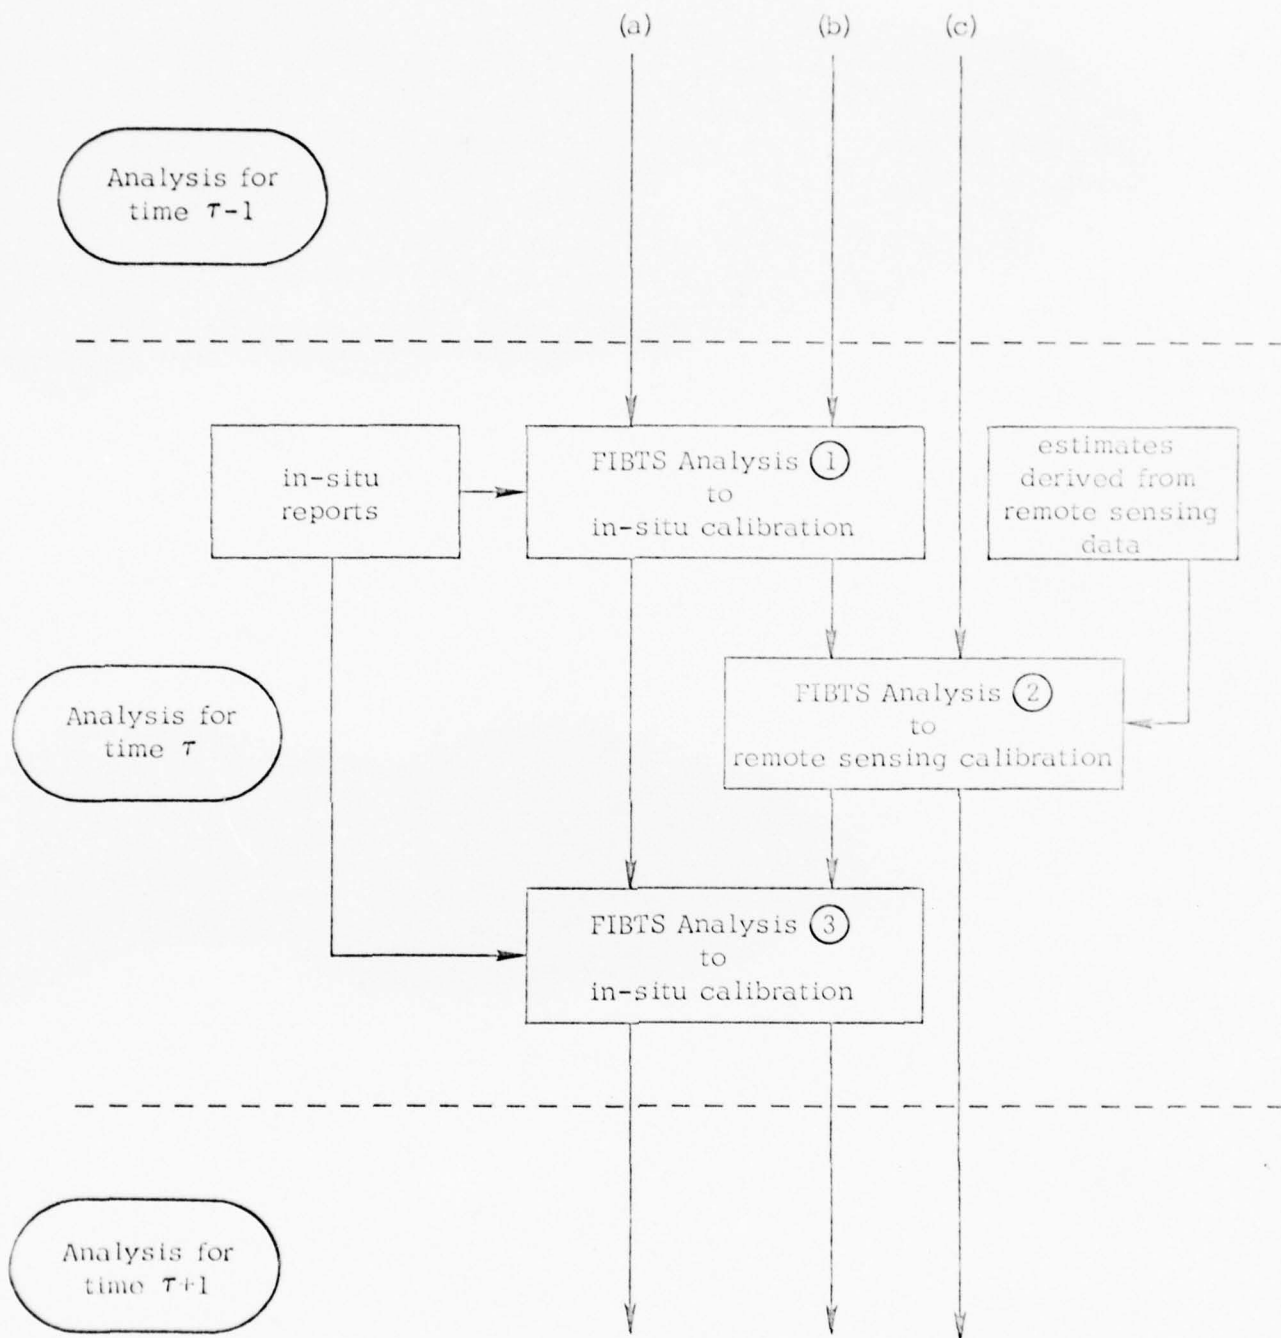 (a)
(b)
(c)
Analysis for
time τ-1
in-situ
reports
FIBTS Analysis 1
to
in-situ calibration
estimates
derived from
remote sensing
data
Analysis for
time τ
FIBTS Analysis 2
to
remote sensing calibration
FIBTS Analysis 3
to
in-situ calibration
Analysis for
time τ+1